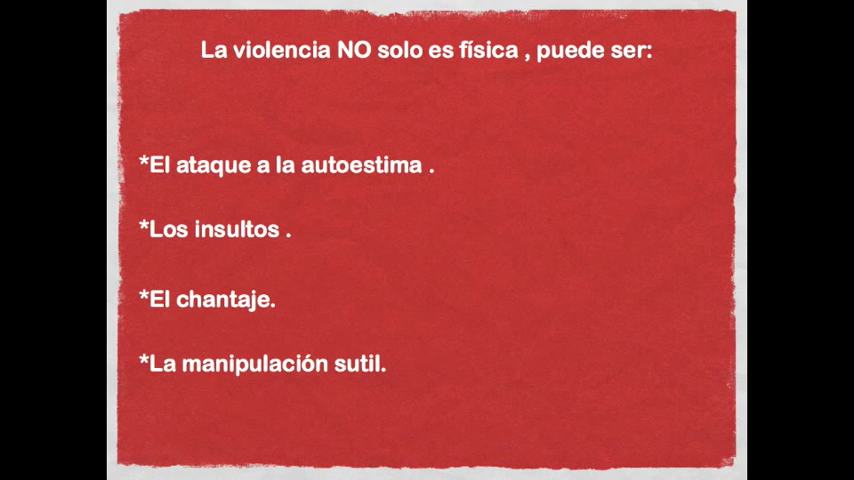 La violencia NO solo es física , puede ser:
*El ataque a la autoestima .
*Los insultos .
*El chantaje.
*La manipulación sutil.